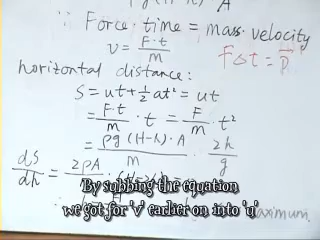 ∵ Force · time = mass · velocity
v = F·t / m
F△t = p⃗
horizontal distance:
S = ut + ½at² = ut
= F·t / m · t = F / m · t²
= ρg (H-h) · A / m · 2h / g
ds / dh = 2ρA / m
By subbing the equation
we got for 'v' earlier on into 'u'
maximum